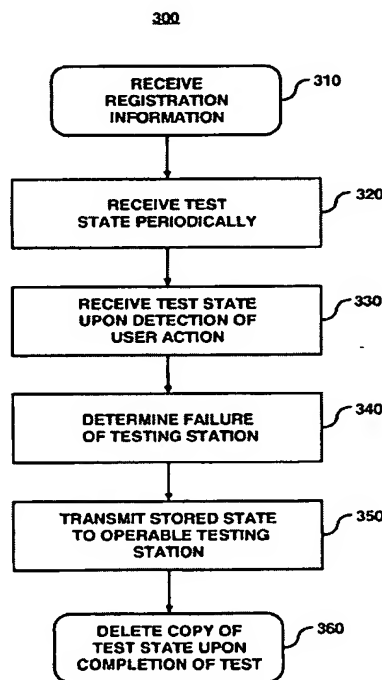 300
RECEIVE
REGISTRATION
INFORMATION
310
RECEIVE TEST
STATE PERIODICALLY
320
RECEIVE TEST STATE
UPON DETECTION OF
USER ACTION
330
DETERMINE FAILURE
OF TESTING STATION
340
TRANSMIT STORED STATE
TO OPERABLE TESTING
STATION
350
DELETE COPY OF
TEST STATE UPON
COMPLETION OF TEST
360